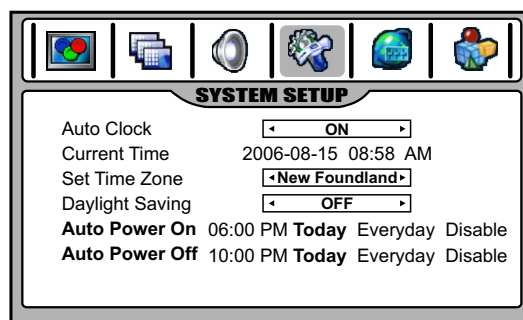 SYSTEM SETUP
Auto Clock ON
Current Time 2006-08-15 08:58 AM
Set Time Zone New Foundland
Daylight Saving OFF
Auto Power On 06:00 PM Today Everyday Disable
Auto Power Off 10:00 PM Today Everyday Disable